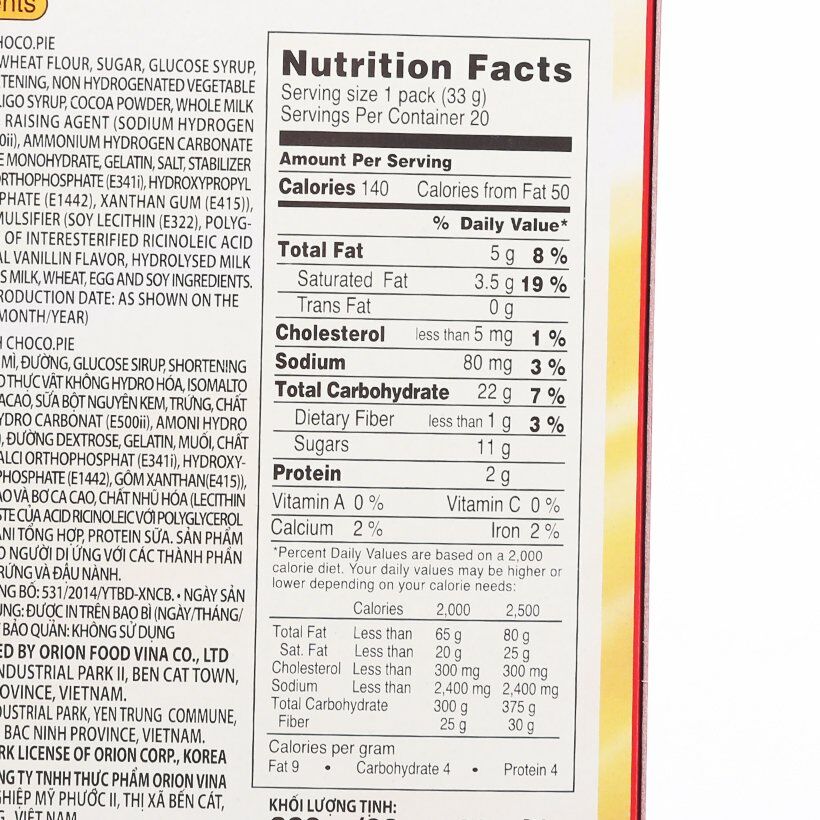 nts
HOCO.PIE
WHEAT FLOUR, SUGAR, GLUCOSE SYRUP,
TENING, NON HYDROGENATED VEGETABLE
IGO SYRUP, COCOA POWDER, WHOLE MILK
RAISING AGENT (SODIUM HYDROGEN
0ii), AMMONIUM HYDROGEN CARBONATE
E MONOHYDRATE, GELATIN, SALT, STABILIZER
RTHOPHOSPHATE (E341i), HYDROXYPROPYL
PHATE (E1442), XANTHAN GUM (E415)),
MULSIFIER (SOY LECITHIN (E322), POLYG-
OF INTERESTERIFIED RICINOLEIC ACID
AL VANILLIN FLAVOR, HYDROLYSED MILK
S MILK, WHEAT, EGG AND SOY INGREDIENTS.
RODUCTION DATE: AS SHOWN ON THE
MONTH/YEAR)
H CHOCO.PIE
MÌ, ĐƯỜNG, GLUCOSE SIRUP, SHORTENING
O THỰC VẬT KHÔNG HYDRO HÓA, ISOMALTO
ACAO, SỮA BỘT NGUYÊN KEM, TRỨNG, CHẤT
YDRO CARBONAT (E500ii), AMONI HYDRO
), ĐƯỜNG DEXTROSE, GELATIN, MUỐI, CHẤT
ALCI ORTHOPHOSPHAT (E341i), HYDROXY-
PHOSPHATE (E1442), GÔM XANTHAN(E415)),
AO VÀ BƠ CA CAO, CHẤT NHŨ HÓA (LECITHIN
STE CỦA ACID RICINOLEIC VỚI POLYGLYCEROL
ANI TỔNG HỢP, PROTEIN SỮA. SẢN PHẨM
O NGƯỜI DỊ ỨNG VỚI CÁC THÀNH PHẦN
RỨNG VÀ ĐẬU NÀNH.
NG BỐ: 531/2014/YTBD-XNCB. • NGÀY SẢN
UNG: ĐƯỢC IN TRÊN BAO BÌ (NGÀY/THÁNG/
BẢO QUẢN: KHÔNG SỬ DỤNG
ED BY ORION FOOD VINA CO., LTD
NDUSTRIAL PARK II, BEN CAT TOWN,
OVINCE, VIETNAM.
DUSTRIAL PARK, YEN TRUNG COMMUNE,
BAC NINH PROVINCE, VIETNAM.
RK LICENSE OF ORION CORP., KOREA
NG TY TNHH THỰC PHẨM ORION VINA
GHIỆP MỸ PHƯỚC II, THỊ XÃ BẾN CÁT,
VIỆT NAM
Nutrition Facts
Serving size 1 pack (33 g)
Servings Per Container 20
Amount Per Serving
Calories 140 Calories from Fat 50
% Daily Value*
Total Fat 5 g 8 %
Saturated Fat 3.5 g 19 %
Trans Fat 0 g
Cholesterol less than 5 mg 1 %
Sodium 80 mg 3 %
Total Carbohydrate 22 g 7 %
Dietary Fiber less than 1 g 3 %
Sugars 11 g
Protein 2 g
Vitamin A 0 % Vitamin C 0 %
Calcium 2 % Iron 2 %
*Percent Daily Values are based on a 2,000
calorie diet. Your daily values may be higher or
lower depending on your calorie needs:
Calories 2,000 2,500
Total Fat Less than 65 g 80 g
Sat. Fat Less than 20 g 25 g
Cholesterol Less than 300 mg 300 mg
Sodium Less than 2,400 mg 2,400 mg
Total Carbohydrate 300 g 375 g
Fiber 25 g 30 g
Calories per gram
Fat 9 • Carbohydrate 4 • Protein 4
KHỐI LƯỢNG TỊNH: